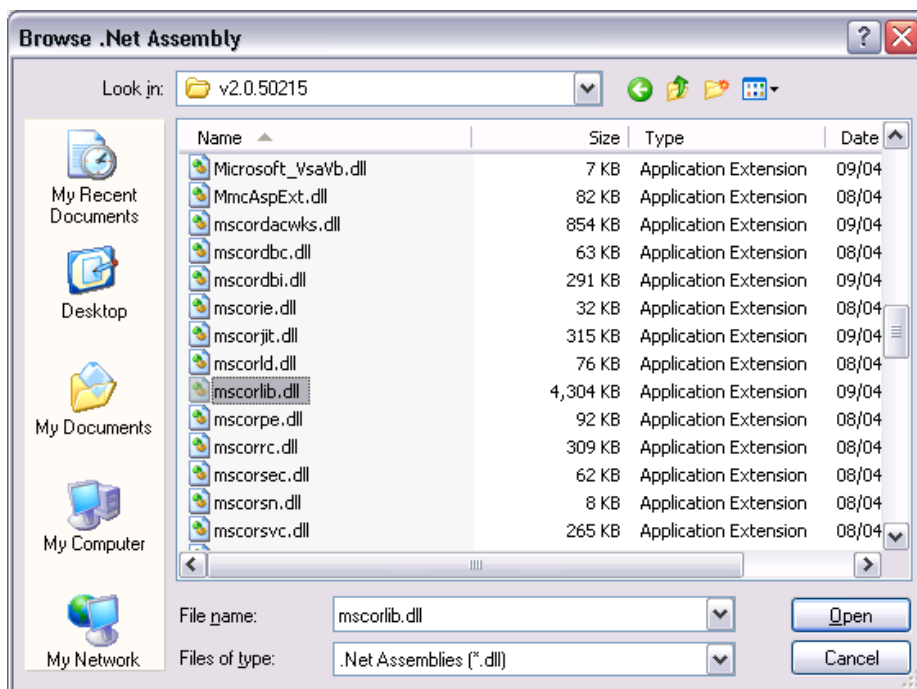 Browse .Net Assembly
Look in: v2.0.50215
Name Size Type Date
Microsoft_VsaVb.dll 7 KB Application Extension 09/04
MmcAspExt.dll 82 KB Application Extension 08/04
mscordacwks.dll 854 KB Application Extension 09/04
mscordbc.dll 63 KB Application Extension 08/04
mscordbi.dll 291 KB Application Extension 09/04
mscorie.dll 32 KB Application Extension 08/04
mscorjit.dll 315 KB Application Extension 09/04
mscorld.dll 76 KB Application Extension 08/04
mscorlib.dll 4,304 KB Application Extension 09/04
mscorpe.dll 92 KB Application Extension 08/04
mscorrc.dll 309 KB Application Extension 08/04
mscorsec.dll 62 KB Application Extension 08/04
mscorsn.dll 8 KB Application Extension 08/04
mscorsvc.dll 265 KB Application Extension 08/04
My Recent
Documents
Desktop
My Documents
My Computer
My Network
File name: mscorlib.dll Open
Files of type: .Net Assemblies (*.dll) Cancel